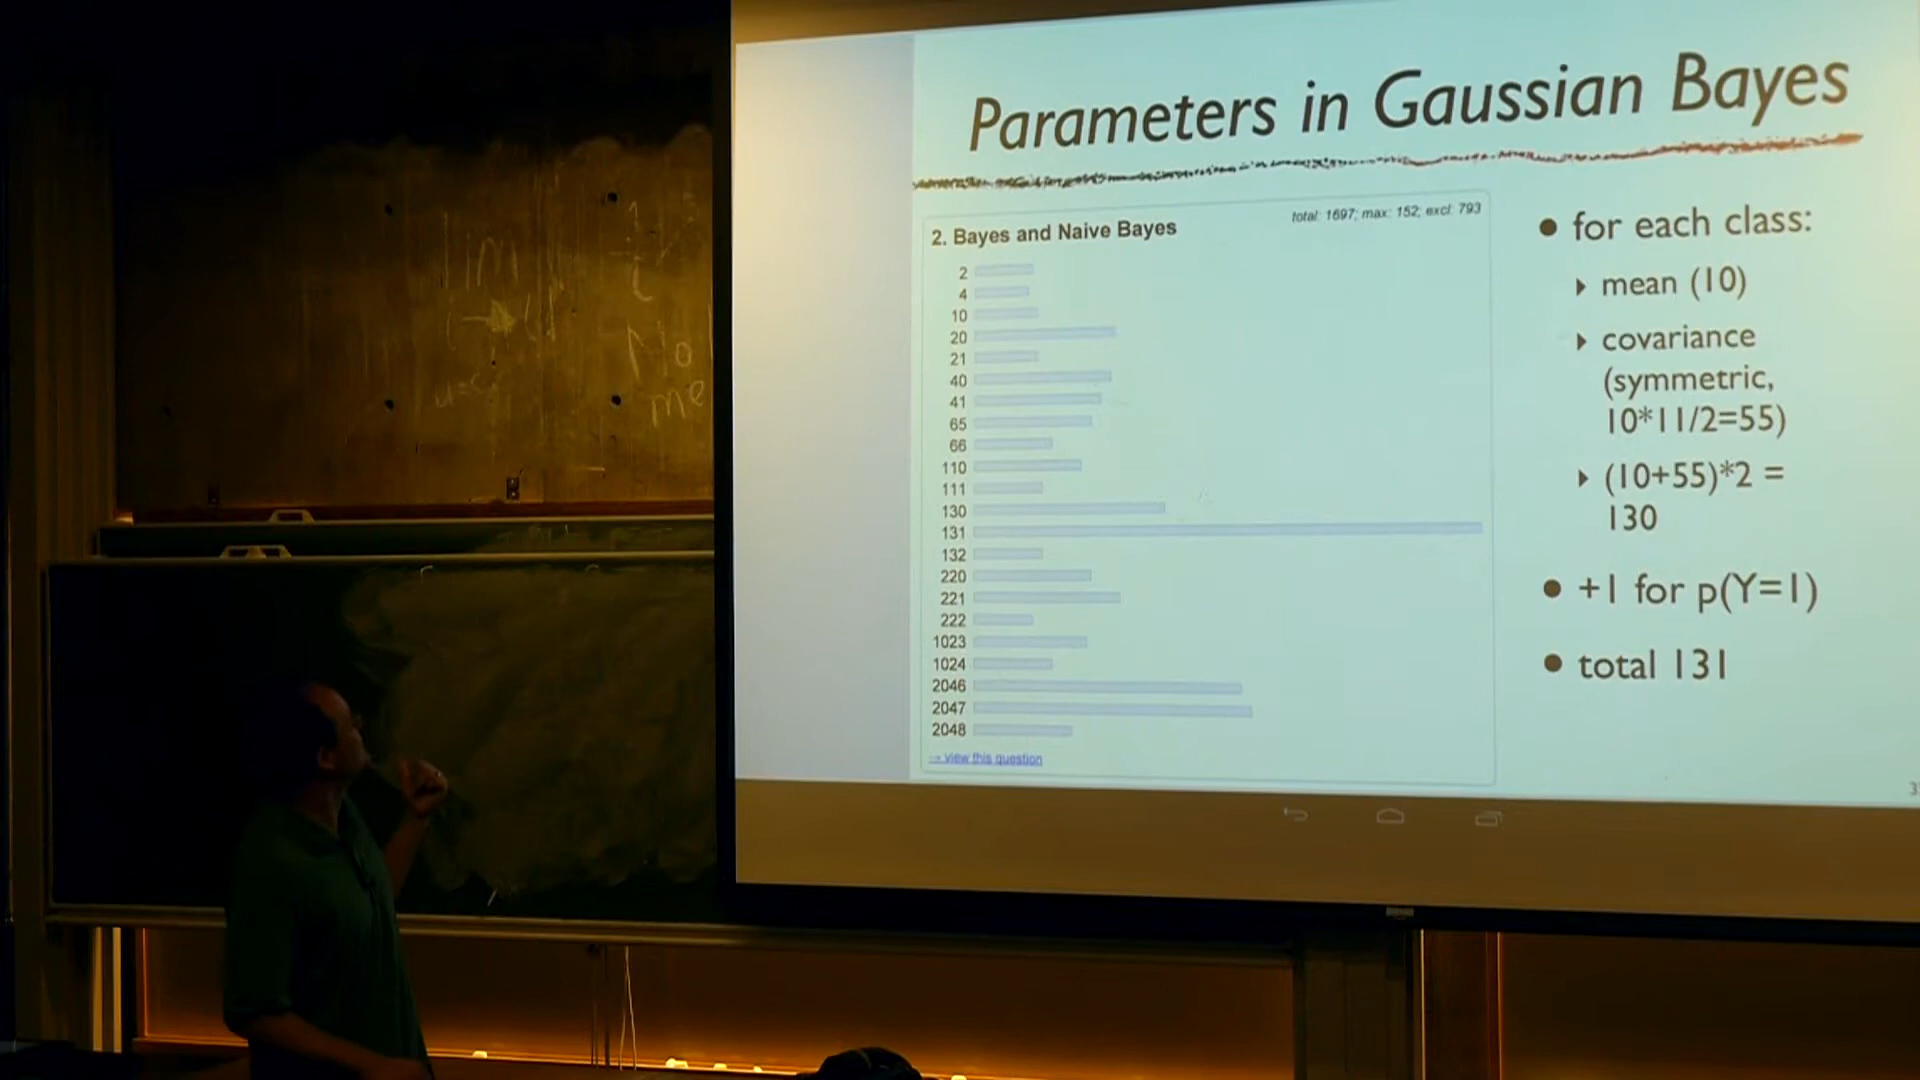 lim
No
me
Parameters in Gaussian Bayes
2. Bayes and Naive Bayes
total: 1697; max: 152; excl: 793
2
4
10
20
21
40
41
65
66
110
111
130
131
132
220
221
222
1023
1024
2046
2047
2048
→ view this question
• for each class:
▸ mean (10)
▸ covariance
(symmetric,
10*11/2=55)
▸ (10+55)*2 =
130
• +1 for p(Y=1)
• total 131